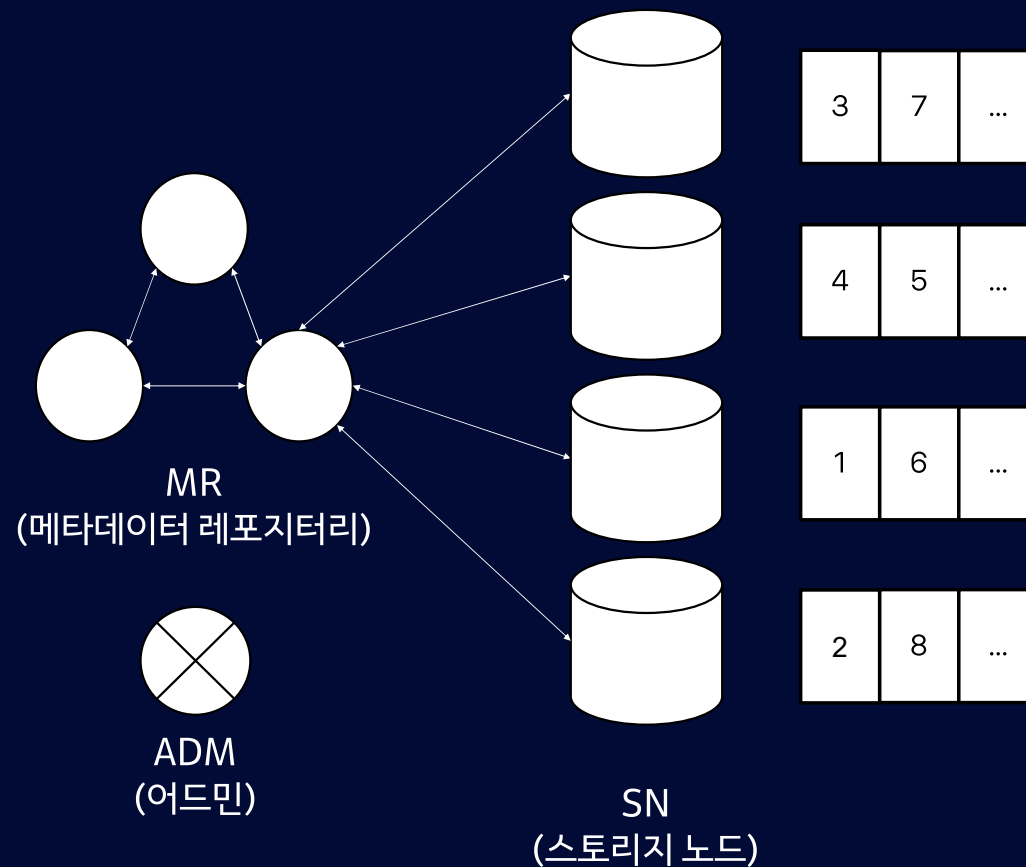 3 7 ...
4 5 ...
1 6 ...
MR
(메타데이터 레포지터리)
2 8 ...
ADM
(어드민)
SN
(스토리지 노드)